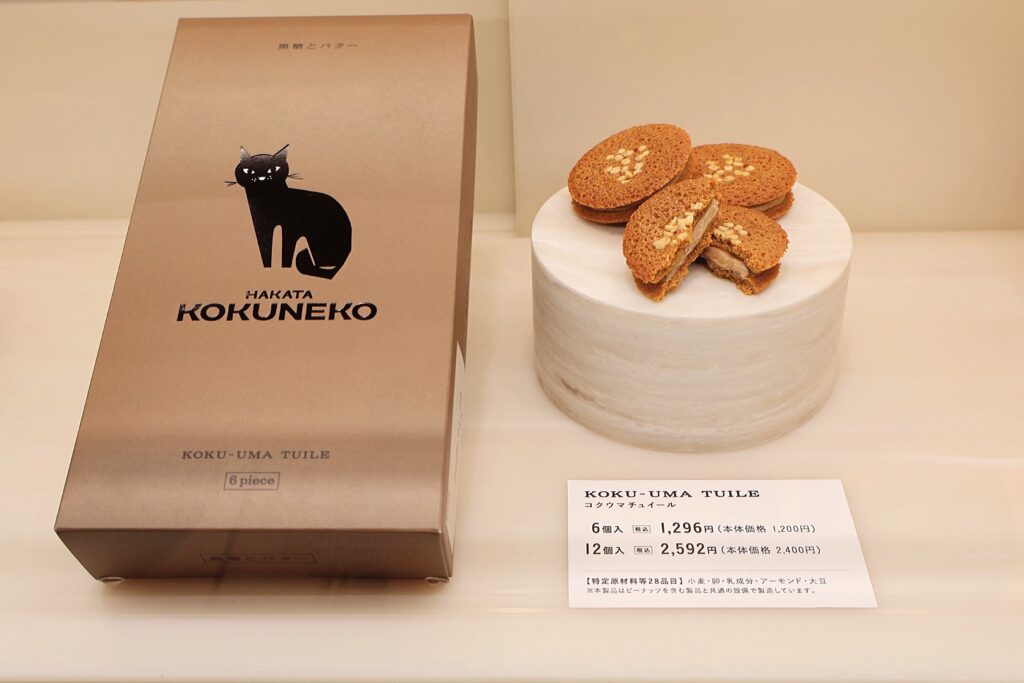 黒糖とバター
HAKATA
KOKUNEKO
KOKU-UMA TUILE
6 piece
黒糖とバター
KOKU-UMA TUILE
コクウマチュイール
6個入 税込 1,296円(本体価格 1,200円)
12個入 税込 2,592円(本体価格 2,400円)
【特定原材料等28品目】小麦・卵・乳成分・アーモンド・大豆
※本製品はピーナッツを含む製品と共通の設備で製造しています。